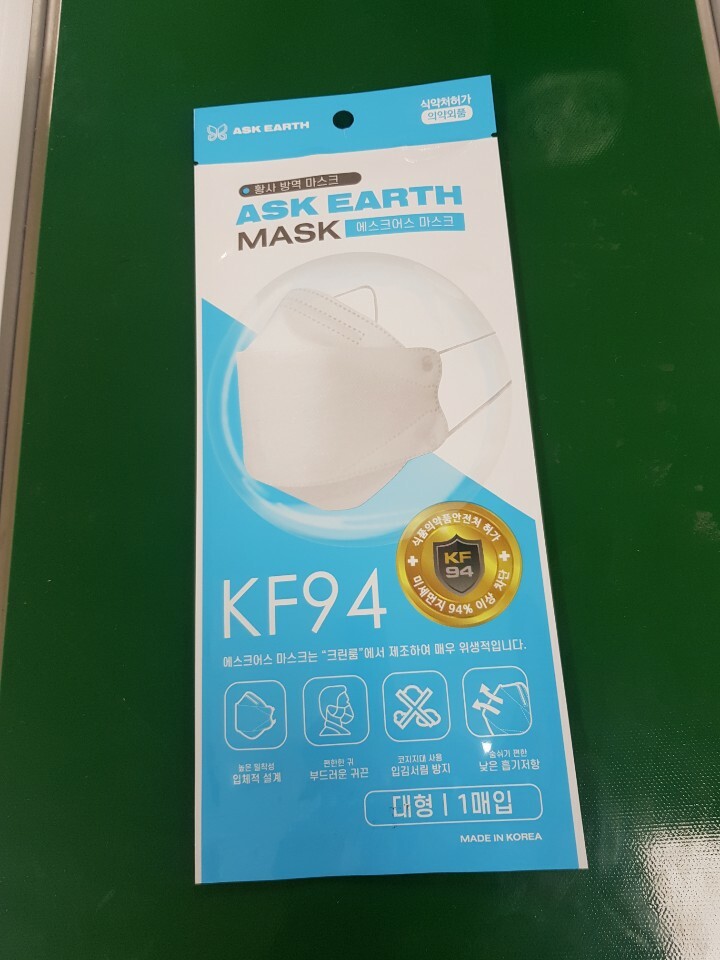 ASK EARTH
식약처허가
의약외품
황사 방역 마스크
ASK EARTH
MASK 에스크어스 마스크
식품의약품안전처 허가
KF
94
미세먼지 94% 이상 차단
KF94
에스크어스 마스크는 "크린룸"에서 제조하여 매우 위생적입니다.
높은 밀착성
입체적 설계
편안한 귀
부드러운 귀끈
코지지대 사용
입김서림 방지
숨쉬기 편한
낮은 흡기저항
대형 | 1매입
MADE IN KOREA